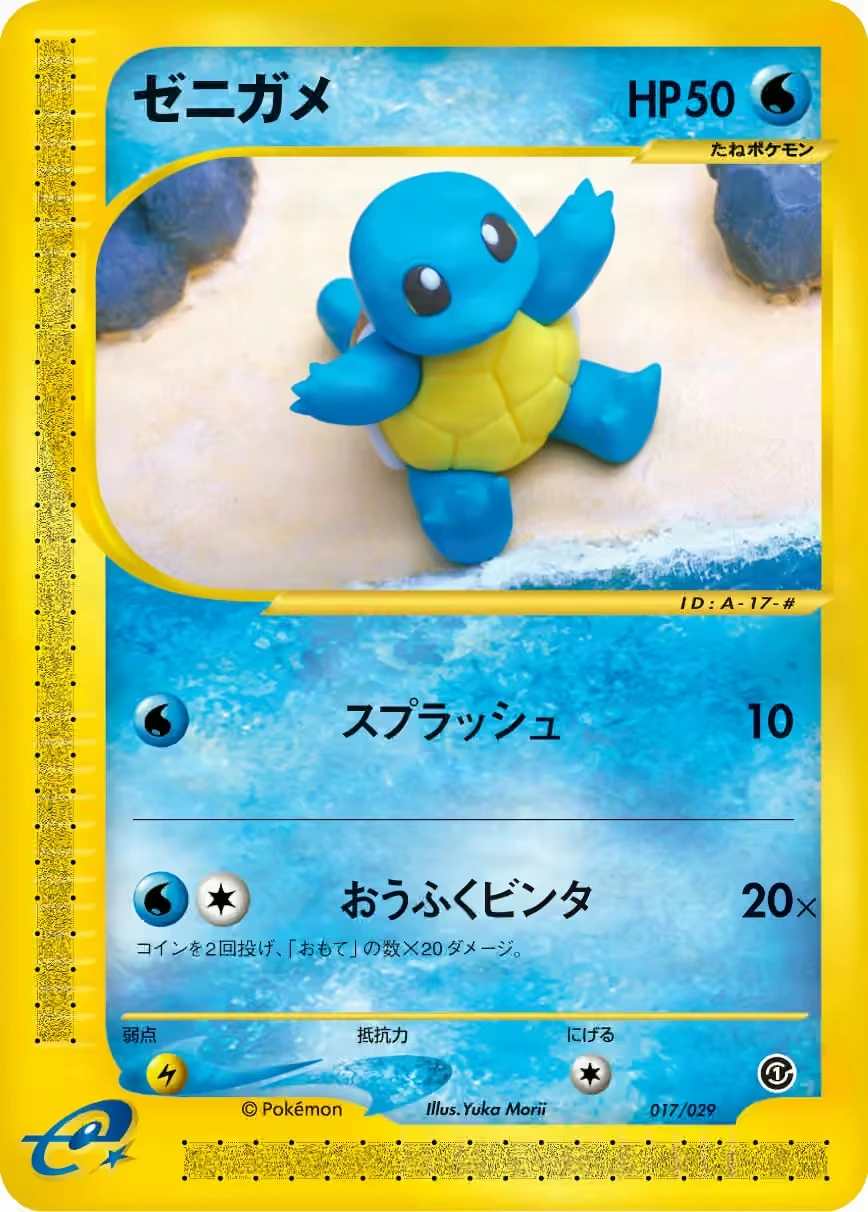 ゼニガメ HP50
たねポケモン
ID:A-17-#
スプラッシュ 10
おうふくビンタ 20×
コインを2回投げ、「おもて」の数×20ダメージ。
弱点 抵抗力 にげる
1
© Pokémon Illus.Yuka Morii 017/029
e